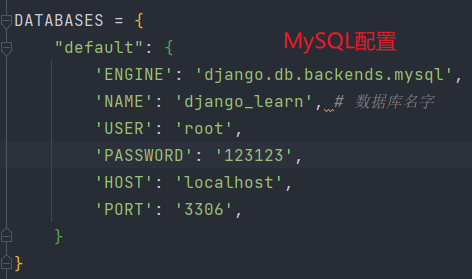 DATABASES = {
MySQL配置
    "default": {
        'ENGINE': 'django.db.backends.mysql',
        'NAME': 'django_learn', # 数据库名字
        'USER': 'root',
        'PASSWORD': '123123',
        'HOST': 'localhost',
        'PORT': '3306',
    }
}